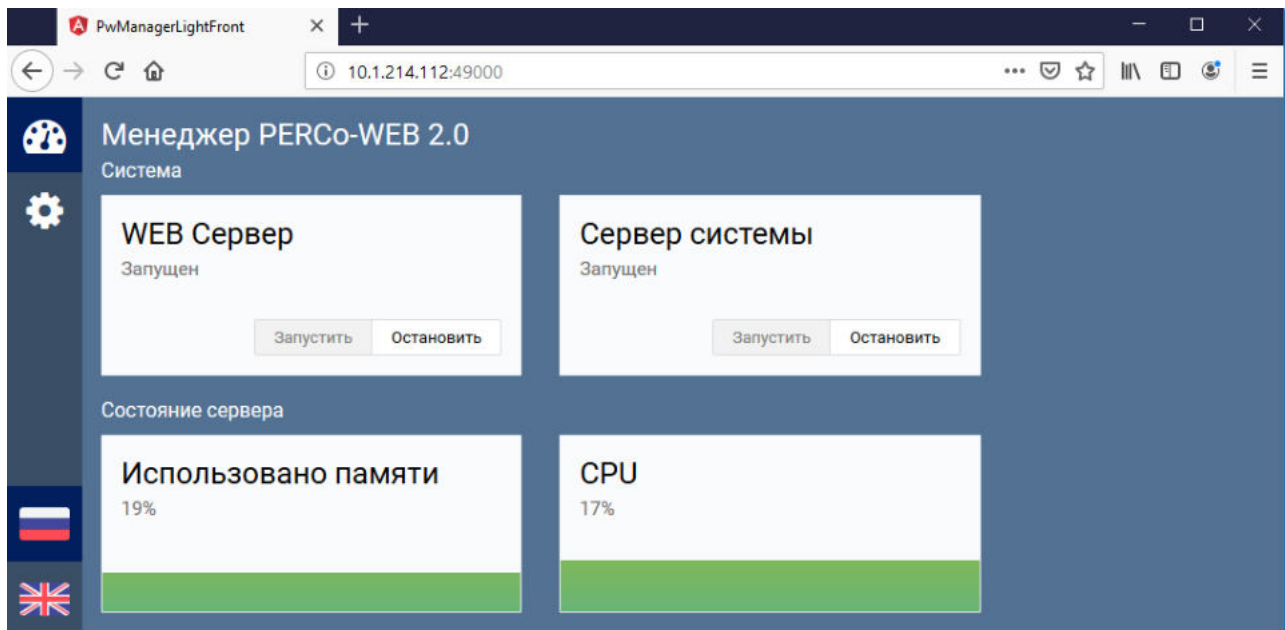 PwManagerLightFront
10.1.214.112:49000
Менеджер PERCo-WEB 2.0
Система
WEB Сервер
Запущен
Запустить Остановить
Сервер системы
Запущен
Запустить Остановить
Состояние сервера
Использовано памяти
19%
CPU
17%